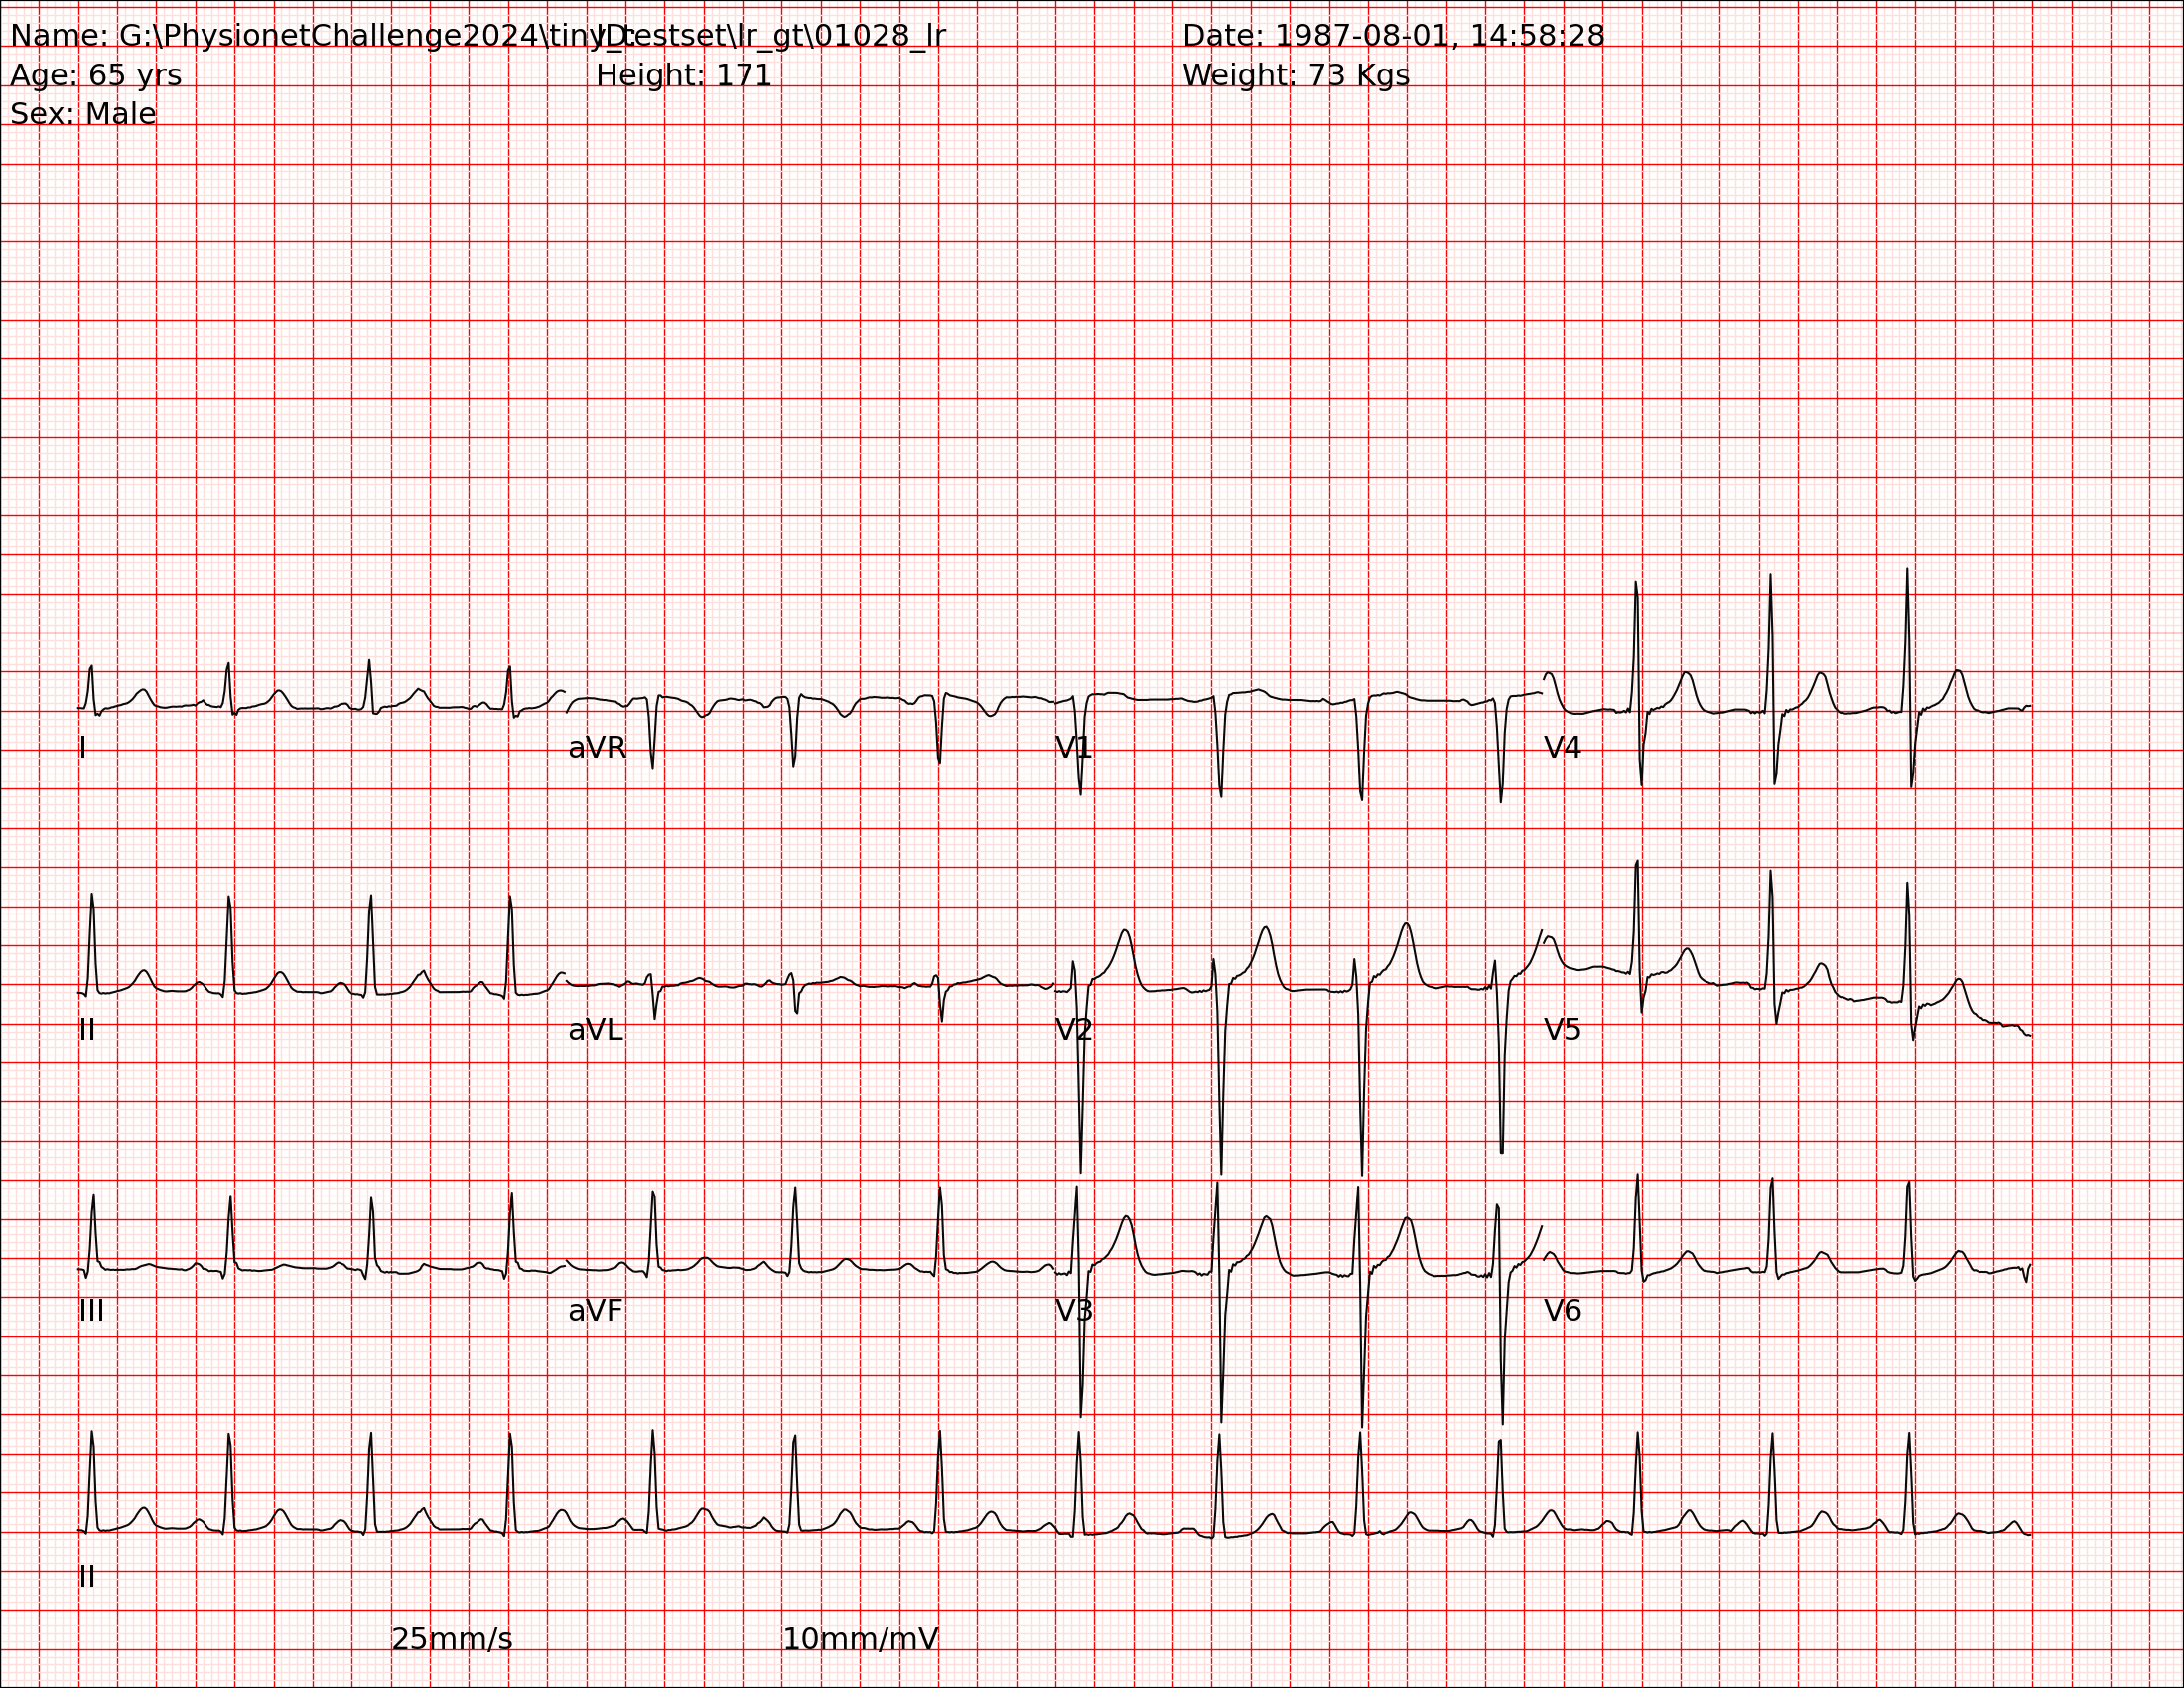 Name: G:\PhysionetChallenge2024\tiny_testset\lr_gt\01028_lr ID: Date: 1987-08-01, 14:58:28
Age: 65 yrs Height: 171 Weight: 73 Kgs
Sex: Male
I aVR V1 V4
II aVL V2 V5
III aVF V3 V6
II
25mm/s 10mm/mV